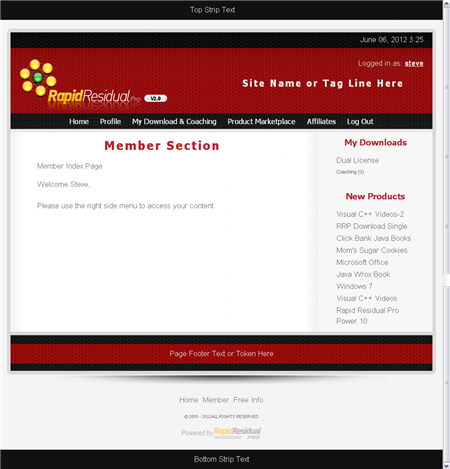 Top Strip Text
June 06, 2012 3:25
Logged in as: steve
Site Name or Tag Line Here
RapidResidual Pro V2.0
Home Profile My Download & Coaching Product Marketplace Affiliates Log Out
Member Section
Member Index Page
Welcome Steve,
Please use the right side menu to access your content.
My Downloads
Dual License
Coaching (0)
New Products
Visual C++ Videos-2
RRP Download Single
Click Bank Java Books
Mom's Sugar Cookies
Microsoft Office
Java Wrox Book
Windows 7
Visual C++ Videos
Rapid Residual Pro
Power 10
Page Footer Text or Token Here
Home Member Free Info
© 2009 - 2012 ALL RIGHTS RESERVED
Powered by RapidResidual
PRO
Bottom Strip Text